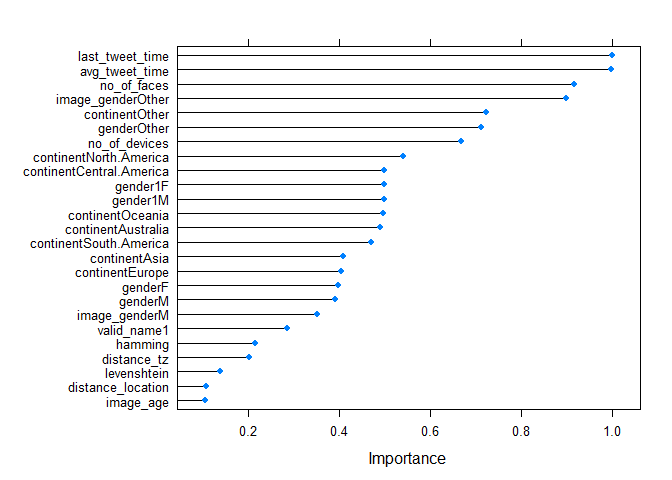 last_tweet_time
avg_tweet_time
no_of_faces
image_genderOther
continentOther
genderOther
no_of_devices
continentNorth.America
continentCentral.America
gender1F
gender1M
continentOceania
continentAustralia
continentSouth.America
continentAsia
continentEurope
genderF
genderM
image_genderM
valid_name1
hamming
distance_tz
levenshtein
distance_location
image_age
0.2 0.4 0.6 0.8 1.0
Importance